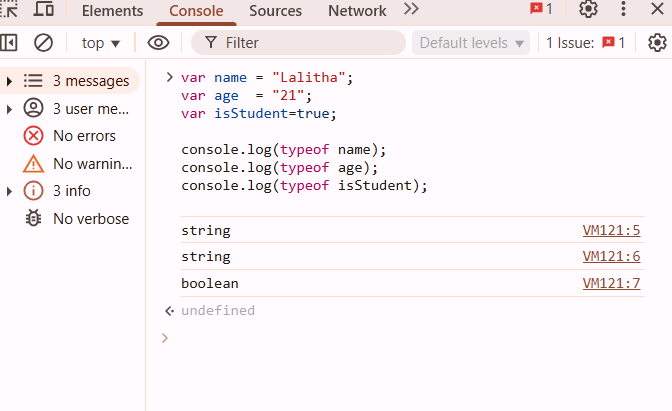 Elements Console Sources Network 1
top Filter Default levels 1 Issue: 1
3 messages
3 user me...
No errors
No warnin...
3 info
No verbose
var name = "Lalitha";
var age  = "21";
var isStudent=true;
console.log(typeof name);
console.log(typeof age);
console.log(typeof isStudent);
string VM121:5
string VM121:6
boolean VM121:7
undefined